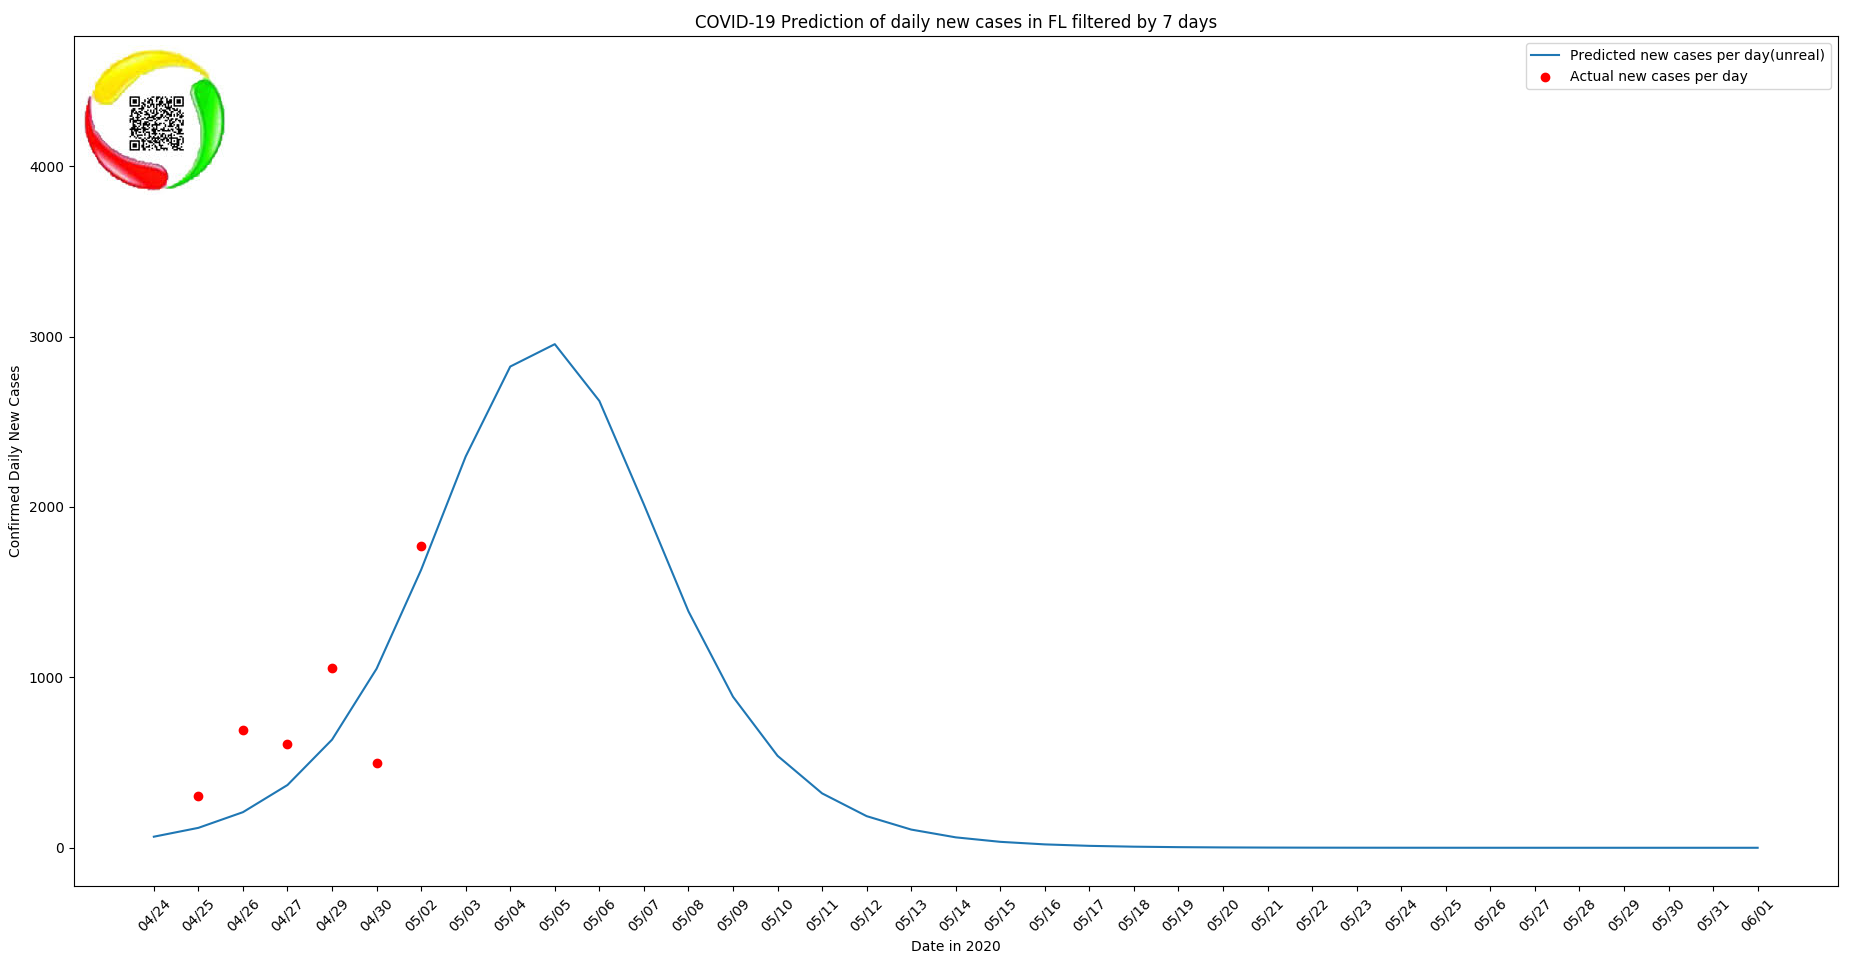 COVID-19 Prediction of daily new cases in FL filtered by 7 days
Predicted new cases per day(unreal)
Actual new cases per day
Confirmed Daily New Cases
4000
3000
2000
1000
0
04/24 04/25 04/26 04/27 04/29 04/30 05/02 05/03 05/04 05/05 05/06 05/07 05/08 05/09 05/10 05/11 05/12 05/13 05/14 05/15 05/16 05/17 05/18 05/19 05/20 05/21 05/22 05/23 05/24 05/25 05/26 05/27 05/28 05/29 05/30 05/31 06/01
Date in 2020